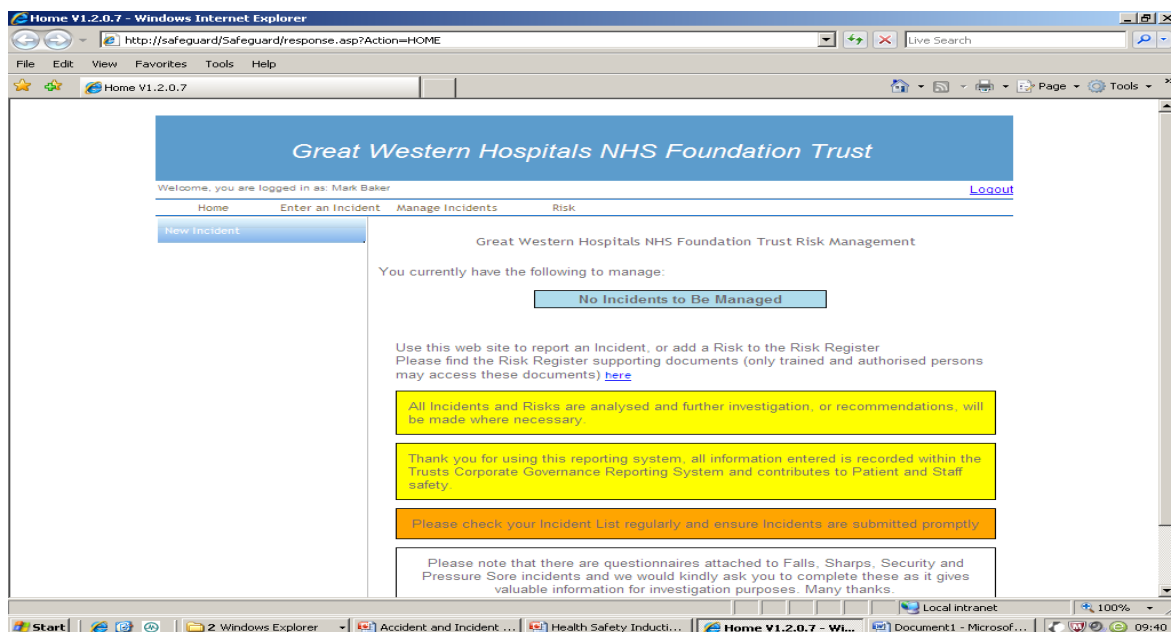 Home V1.2.0.7 - Windows Internet Explorer
http://safeguard/Safeguard/response.asp?Action=HOME
Live Search
File Edit View Favorites Tools Help
Home V1.2.0.7
Page Tools
Great Western Hospitals NHS Foundation Trust
Welcome, you are logged in as: Mark Baker
Logout
Home Enter an Incident Manage Incidents Risk
New Incident
Great Western Hospitals NHS Foundation Trust Risk Management
You currently have the following to manage:
No Incidents to Be Managed
Use this web site to report an Incident, or add a Risk to the Risk Register
Please find the Risk Register supporting documents (only trained and authorised persons
may access these documents) here
All Incidents and Risks are analysed and further investigation, or recommendations, will
be made where necessary.
Thank you for using this reporting system, all information entered is recorded within the
Trusts Corporate Governance Reporting System and contributes to Patient and Staff
safety.
Please check your Incident List regularly and ensure Incidents are submitted promptly
Please note that there are questionnaires attached to Falls, Sharps, Security and
Pressure Sore incidents and we would kindly ask you to complete these as it gives
valuable information for investigation purposes. Many thanks.
Local intranet 100%
Start 2 Windows Explorer Accident and Incident ... Health Safety Inducti... Home V1.2.0.7 - Wi... Document1 - Microsof... 09:40